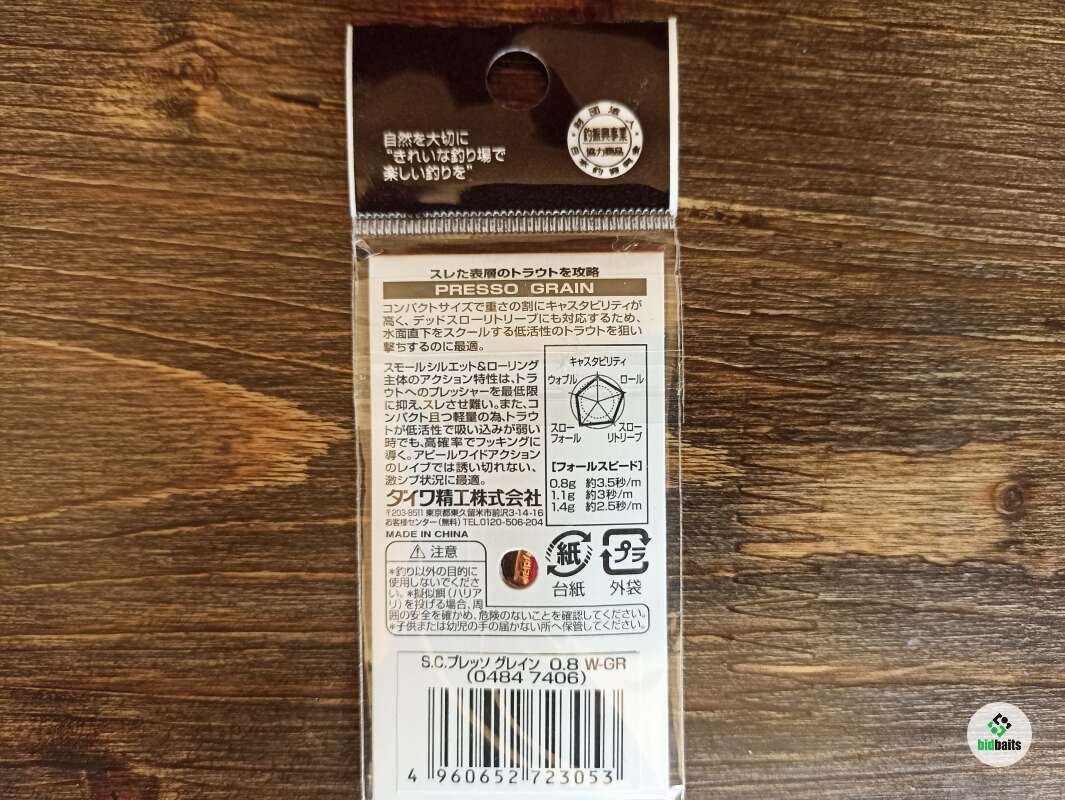 自然を大切に
"きれいな釣り場で
楽しい釣りを"
財団法人
釣振興事業
協力商品
スレた表層のトラウトを攻略
PRESSO GRAIN
コンパクトサイズで重さの割にキャスタビリティが
高く、デッドスローリトリーブにも対応するため、
水面直下をスクールする低活性のトラウトを狙い
撃ちするのに最適。
スモールシルエット&ローリング
主体のアクション特性は、トラ
ウトへのプレッシャーを最低限
に抑え、スレさせ難い。また、コ
ンパクト且つ軽量の為、トラウ
トが低活性で吸い込みが弱い
時でも、高確率でフッキングに
導く。アピールワイドアクション
のレイブでは誘い切れない、
激シブ状況に最適。
キャスタビリティ
ウォブル
ロール
スロー
フォール
スロー
リトリーブ
[フォールスピード]
0.8g 約3.5秒/m
1.1g 約3秒/m
1.4g 約2.5秒/m
ダイワ精工株式会社
〒203-8511 東京都東久留米市前沢3-14-16
お客様センター(無料) TEL.0120-506-204
MADE IN CHINA
注意
*釣り以外の目的に
使用しないでくださ
い。*擬似餌(ハリア
リ)を投げる場合、周
囲の安全を確かめ、危険のないことを確認してください。
*子供または幼児の手の届かない所へ保管してください。
紙
台紙
プラ
外袋
S.C.プレッソ グレイン 0.8 W-GR
(0484 7406)
4 960652 723053
bidbaits